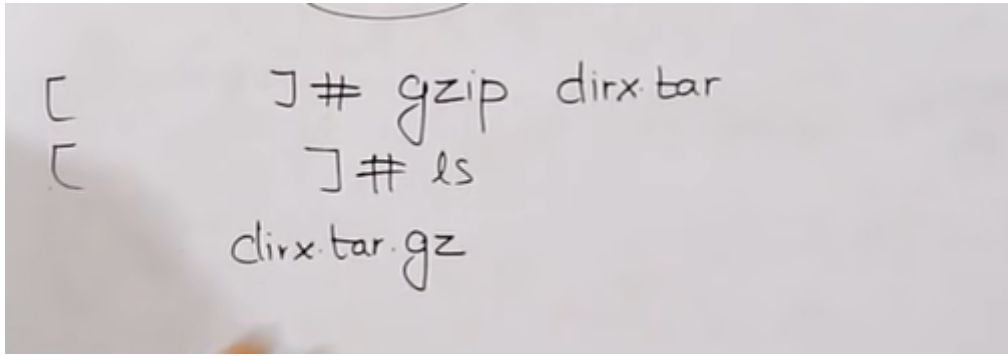 [ ]# gzip dirx.tar
[ ]# ls
dirx.tar.gz